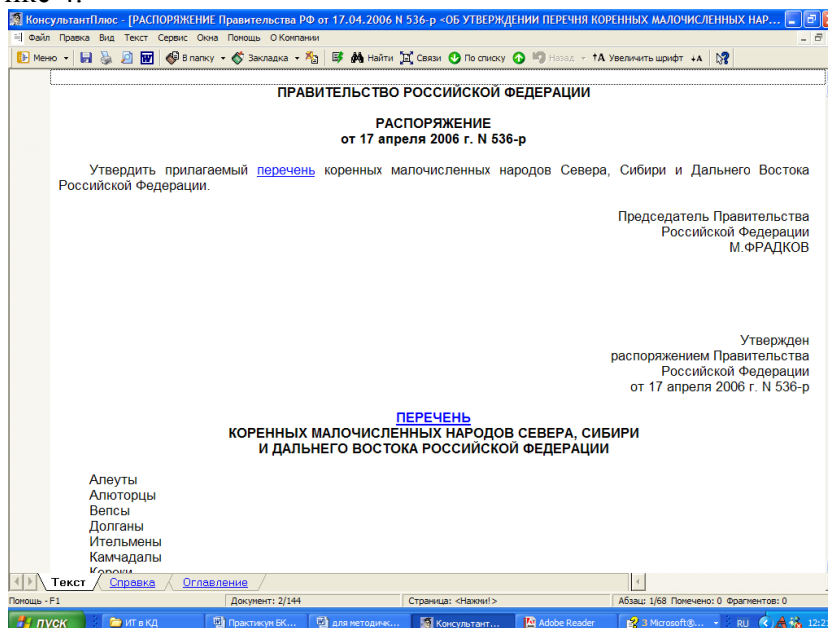 КонсультантПлюс - [РАСПОРЯЖЕНИЕ Правительства РФ от 17.04.2006 N 536-р <ОБ УТВЕРЖДЕНИИ ПЕРЕЧНЯ КОРЕННЫХ МАЛОЧИСЛЕННЫХ НАР...
Файл Правка Вид Текст Сервис Окна Помощь О Компании
Меню В папку Закладка Найти Связи По списку Назад Увеличить шрифт
ПРАВИТЕЛЬСТВО РОССИЙСКОЙ ФЕДЕРАЦИИ
РАСПОРЯЖЕНИЕ
от 17 апреля 2006 г. N 536-р
Утвердить прилагаемый перечень коренных малочисленных народов Севера, Сибири и Дальнего Востока
Российской Федерации.
Председатель Правительства
Российской Федерации
М.ФРАДКОВ
Утвержден
распоряжением Правительства
Российской Федерации
от 17 апреля 2006 г. N 536-р
ПЕРЕЧЕНЬ
КОРЕННЫХ МАЛОЧИСЛЕННЫХ НАРОДОВ СЕВЕРА, СИБИРИ
И ДАЛЬНЕГО ВОСТОКА РОССИЙСКОЙ ФЕДЕРАЦИИ
Алеуты
Алюторцы
Вепсы
Долганы
Ительмены
Камчадалы
Текст Справка Оглавление
Помощь - F1 Документ: 2/144 Страница: <Нажми!> Абзац: 1/68 Помечено: 0 Фрагментов: 0
пуск ИТ в КД Практикум БК... для методичк... Консультант... Adobe Reader 3 Microsoft®... RU